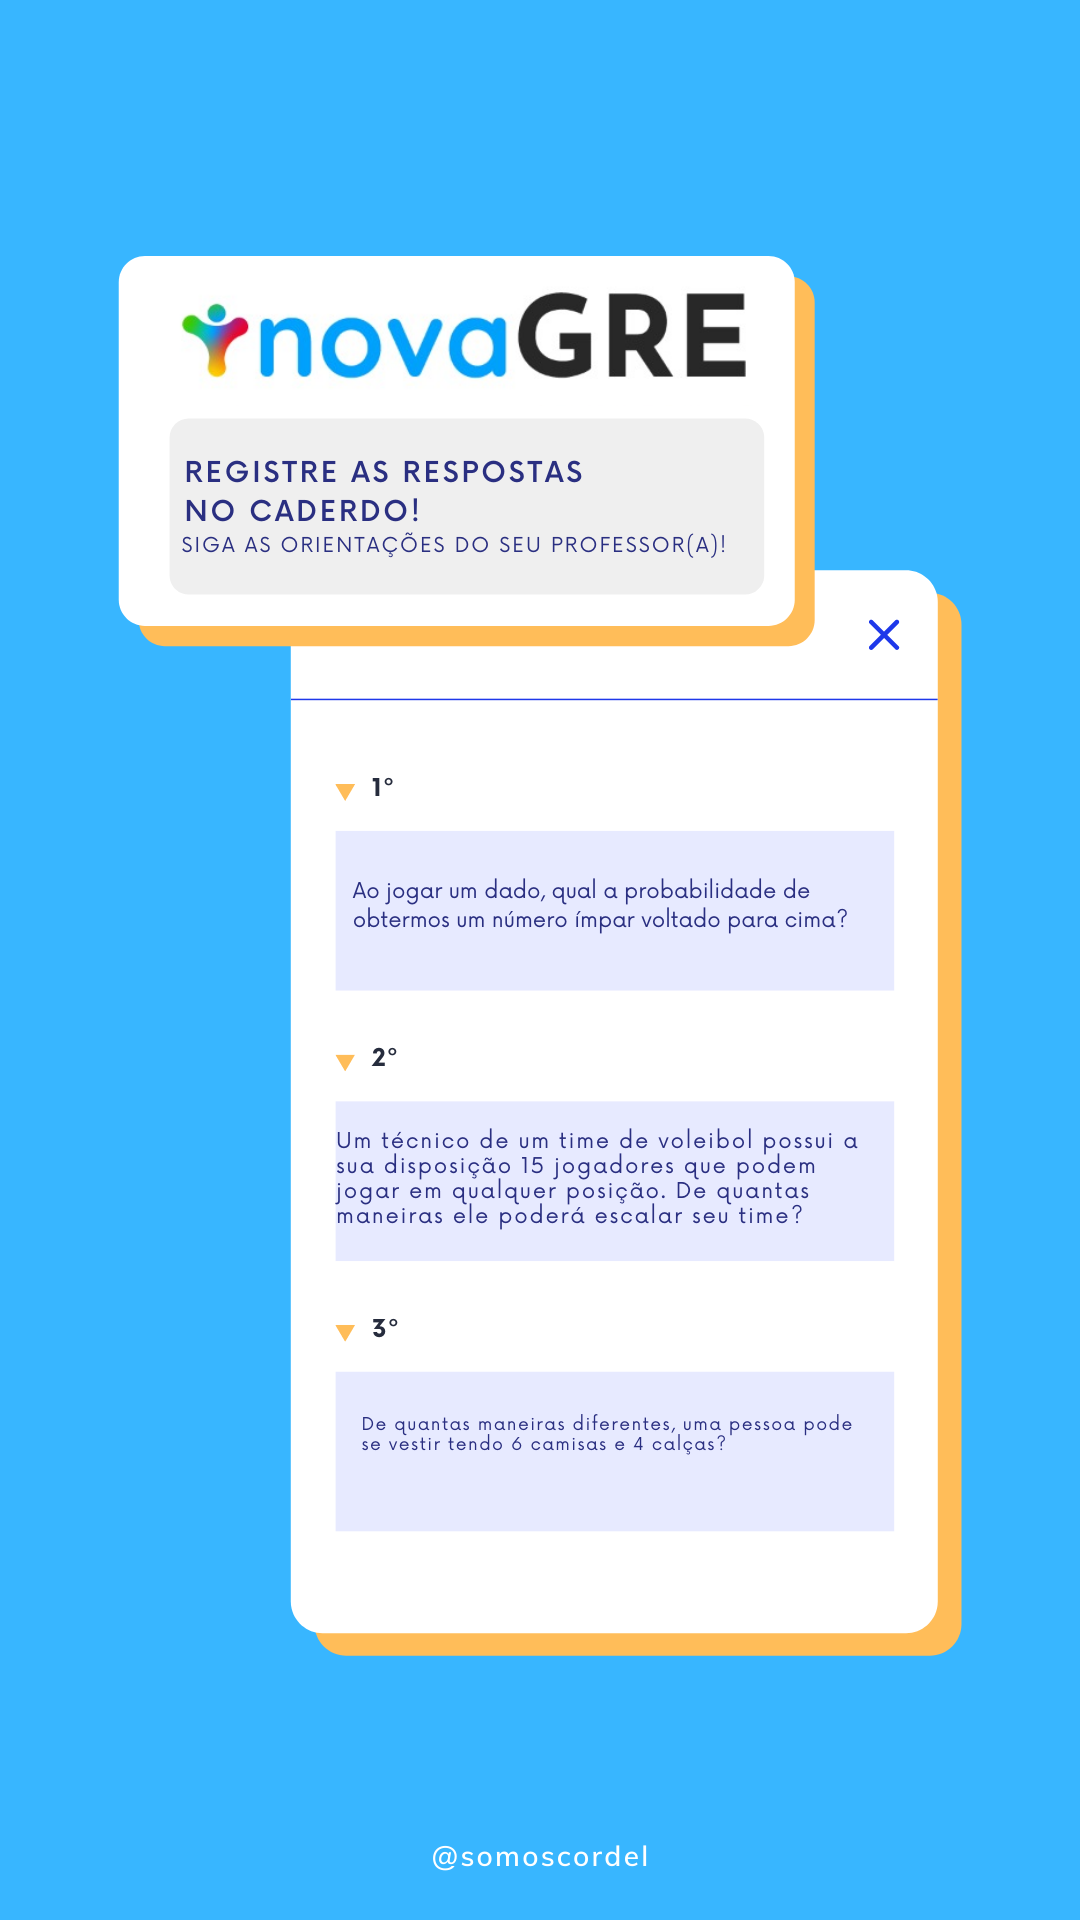 novaGRE
REGISTRE AS RESPOSTAS
NO CADERDO!
SIGA AS ORIENTAÇÕES DO SEU PROFESSOR(A)!
1°
Ao jogar um dado, qual a probabilidade de
obtermos um número ímpar voltado para cima?
2°
Um técnico de um time de voleibol possui a
sua disposição 15 jogadores que podem
jogar em qualquer posição. De quantas
maneiras ele poderá escalar seu time?
3°
De quantas maneiras diferentes, uma pessoa pode
se vestir tendo 6 camisas e 4 calças?
@somoscordel